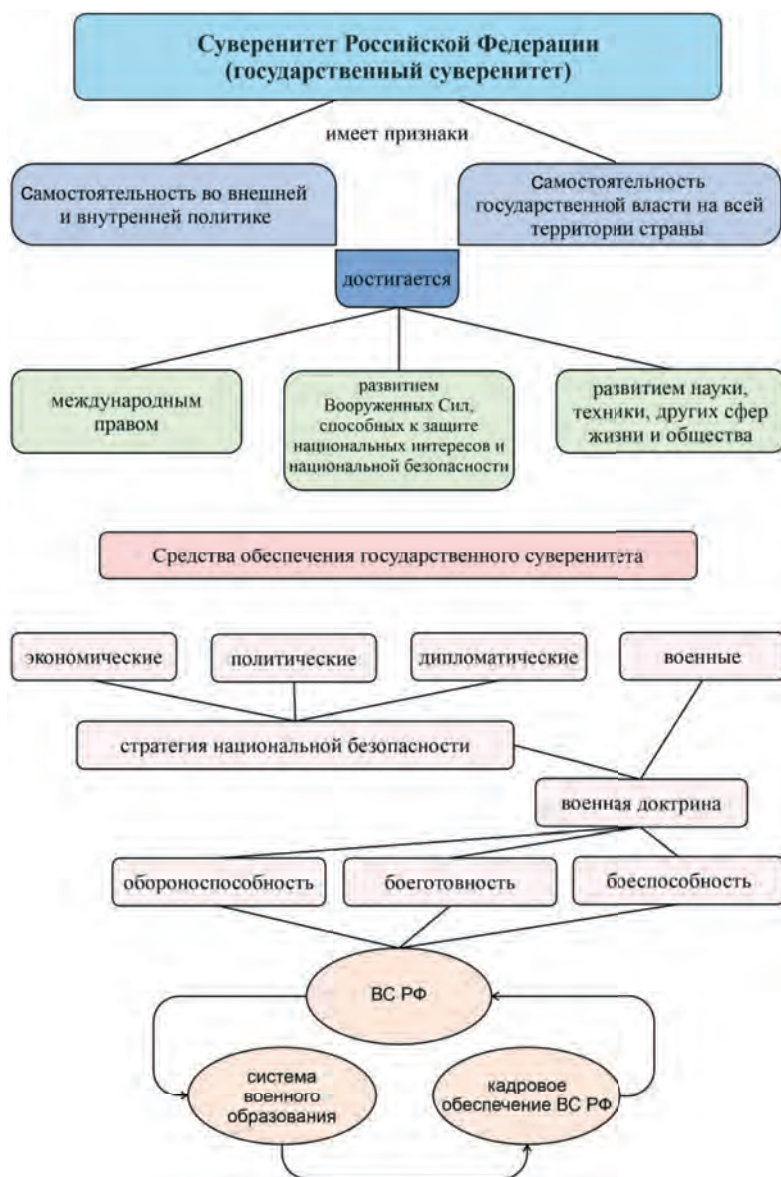 Суверенитет Российской Федерации
(государственный суверенитет)
имеет признаки
Самостоятельность во внешней
и внутренней политике
Самостоятельность
государственной власти на всей
территории страны
достигается
международным
правом
развитием
Вооруженных Сил,
способных к защите
национальных интересов и
национальной безопасности
развитием науки,
техники, других сфер
жизни и общества
Средства обеспечения государственного суверенитета
экономические
политические
дипломатические
военные
стратегия национальной безопасности
военная доктрина
обороноспособность
боеготовность
боеспособность
ВС РФ
система
военного
образования
кадровое
обеспечение ВС РФ